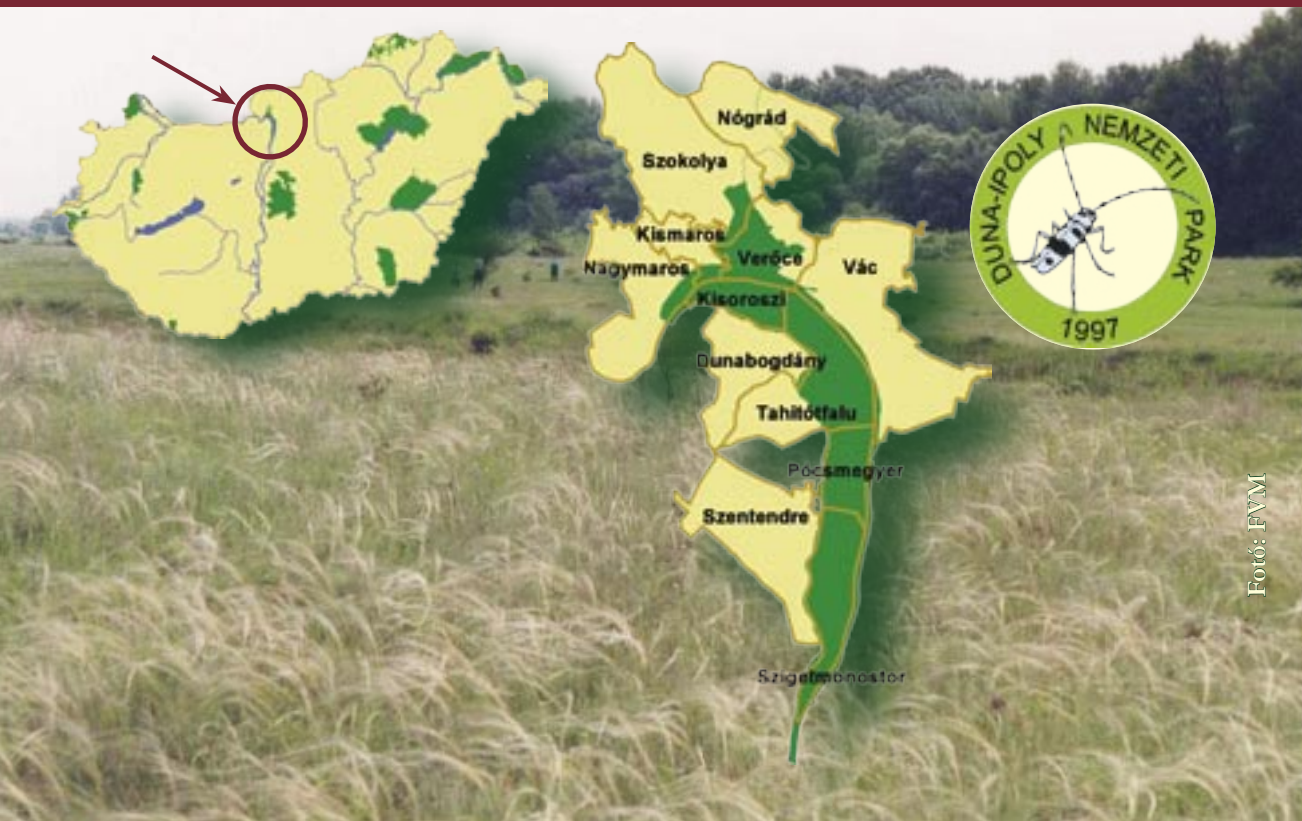 Nógrád
Szokolya
Kismaros
Nagymaros
Verőce
Vác
Kisoroszi
Dunabogdány
Tahitótfalu
Pócsmegyer
Szentendre
Szigetmonostor
DUNA-IPOLY NEMZETI PARK
1997
Fotó: FVM